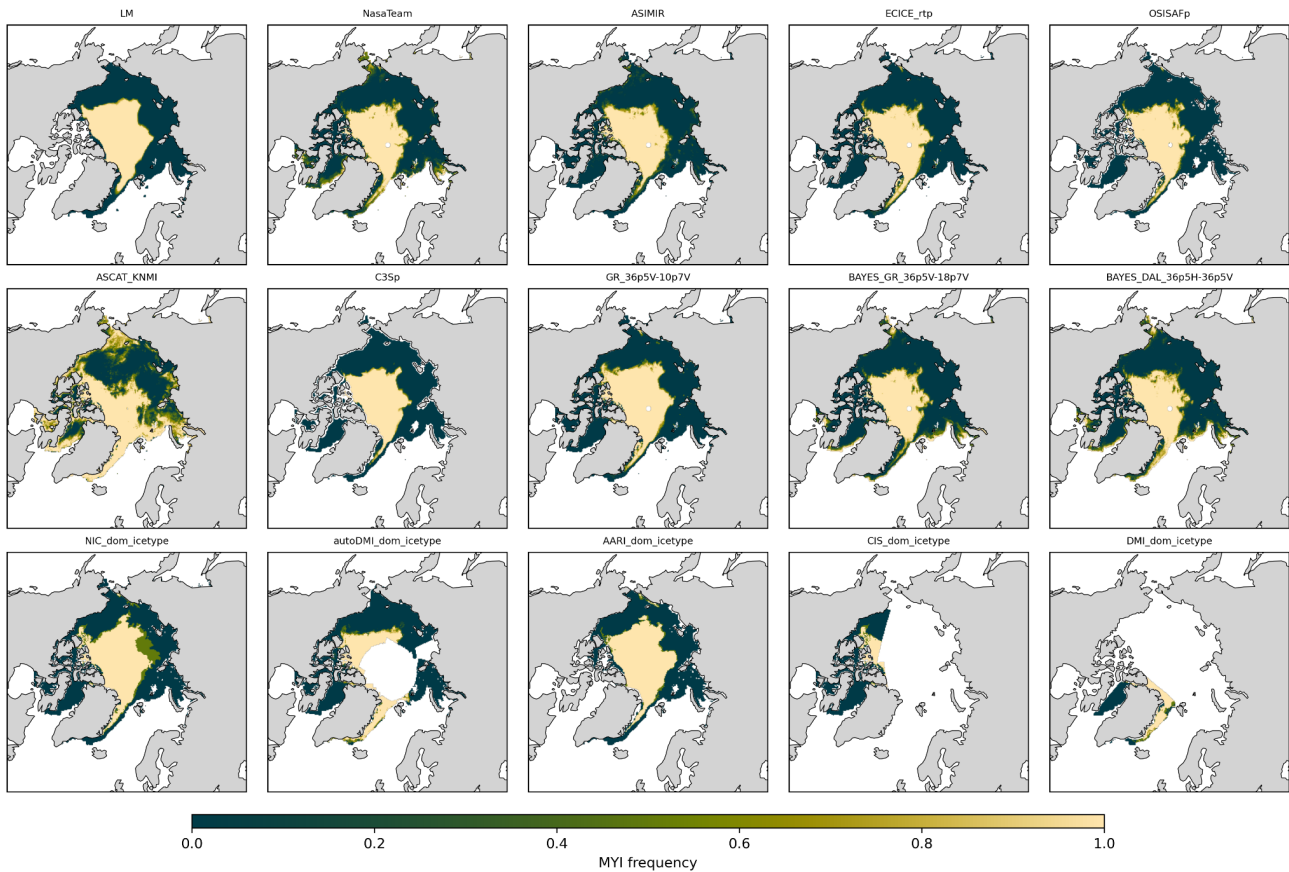 LM NasaTeam ASIMIR ECICE_rtp OSISAFp
ASCAT_KNMI C3Sp GR_36p5V-10p7V BAYES_GR_36p5V-18p7V BAYES_DAL_36p5H-36p5V
NIC_dom_icetype autoDMI_dom_icetype AARI_dom_icetype CIS_dom_icetype DMI_dom_icetype
0.0 0.2 0.4 0.6 0.8 1.0
MYI frequency